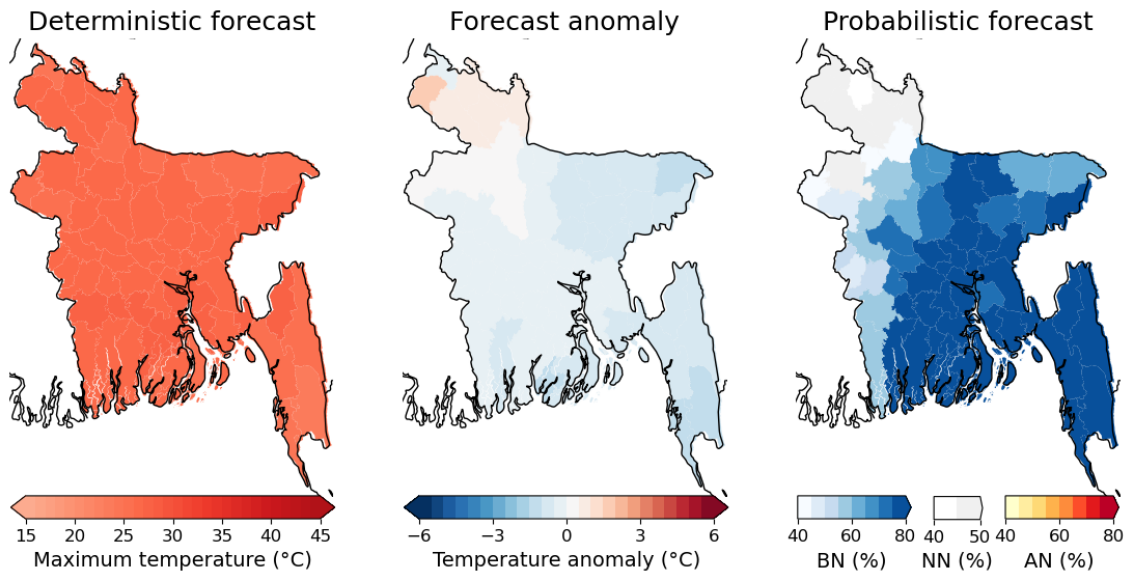 Deterministic forecast
Forecast anomaly
Probabilistic forecast
15 20 25 30 35 40 45
Maximum temperature (°C)
−6 −3 0 3 6
Temperature anomaly (°C)
40 60 80
BN (%)
40 50
NN (%)
40 60 80
AN (%)